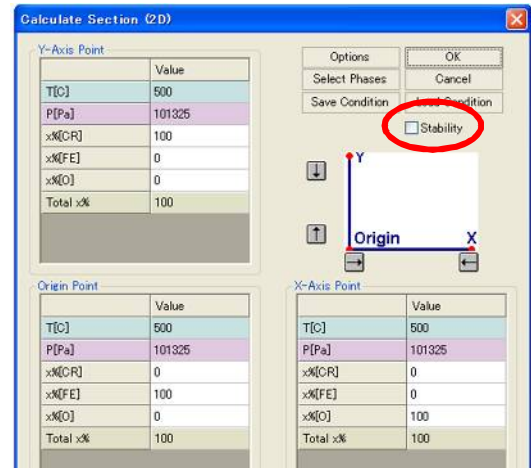 Calculate Section (2D)
Y-Axis Point
Value
T[C] 500
P[Pa] 101325
x%[CR] 100
x%[FE] 0
x%[O] 0
Total x% 100
Options OK
Select Phases Cancel
Save Condition Load Condition
Stability
Y
Origin X
Origin Point
Value
T[C] 500
P[Pa] 101325
x%[CR] 0
x%[FE] 100
x%[O] 0
Total x% 100
X-Axis Point
Value
T[C] 500
P[Pa] 101325
x%[CR] 0
x%[FE] 0
x%[O] 100
Total x% 100